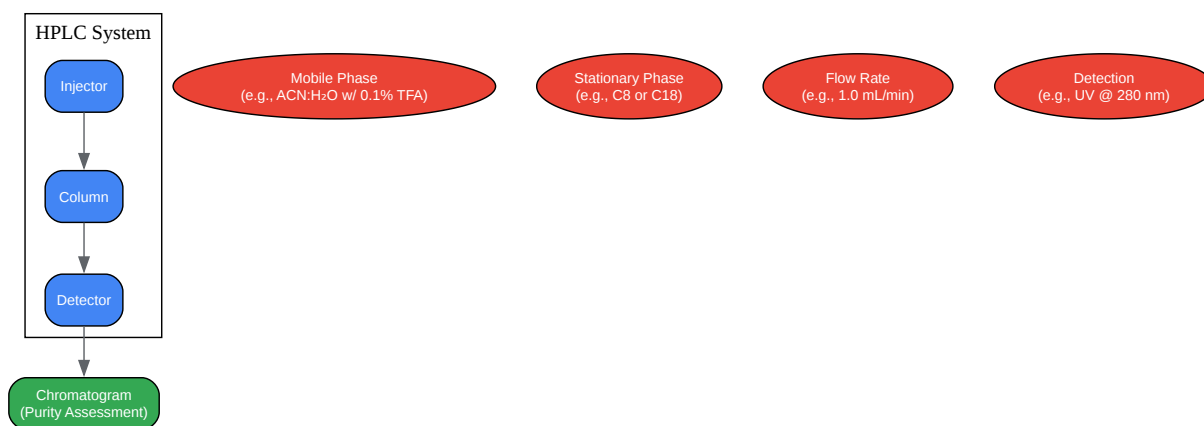 HPLC System
Injector
Mobile Phase
(e.g., ACN:H₂O w/ 0.1% TFA)
Stationary Phase
(e.g., C8 or C18)
Flow Rate
(e.g., 1.0 mL/min)
Detection
(e.g., UV @ 280 nm)
Column
Detector
Chromatogram
(Purity Assessment)